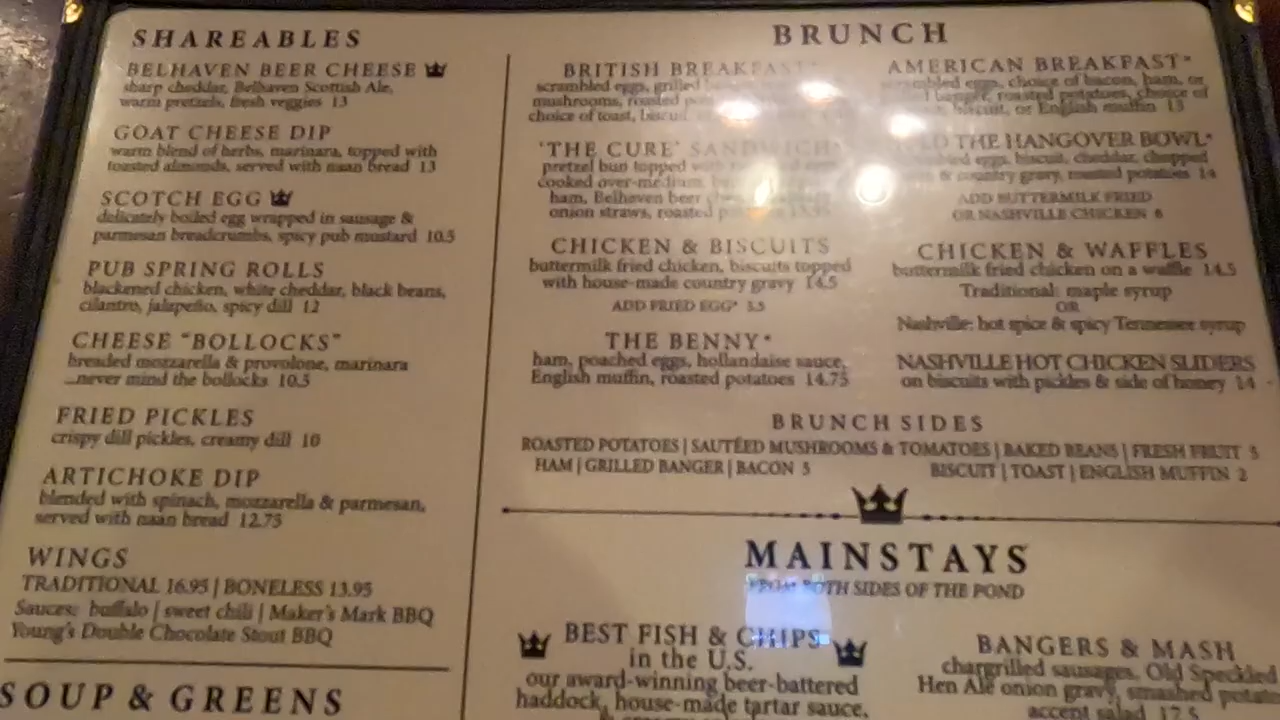 SHAREABLES
BELHAVEN BEER CHEESE
sharp cheddar, Belhaven Scottish Ale,
warm pretzels, fresh veggies 13
GOAT CHEESE DIP
warm blend of herbs, marinara, topped with
toasted almonds, served with naan bread 13
SCOTCH EGG
delicately boiled egg wrapped in sausage &
parmesan breadcrumbs, spicy pub mustard 10.5
PUB SPRING ROLLS
blackened chicken, white cheddar, black beans,
cilantro, jalapeño, spicy dill 12
CHEESE "BOLLOCKS"
breaded mozzarella & provolone, marinara
...never mind the bollocks 10.5
FRIED PICKLES
crispy dill pickles, creamy dill 10
ARTICHOKE DIP
blended with spinach, mozzarella & parmesan,
served with naan bread 12.75
WINGS
TRADITIONAL 16.95 | BONELESS 13.95
Sauces: buffalo | sweet chili | Maker's Mark BBQ
Young's Double Chocolate Stout BBQ
SOUP & GREENS
BRUNCH
BRITISH BREAKFAST*
scrambled eggs, grilled
mushrooms, roasted
choice of toast, biscuit
'THE CURE' SANDWICH*
pretzel bun topped with
cooked over-medium,
ham, Belhaven beer
onion straws, roasted
CHICKEN & BISCUITS
buttermilk fried chicken, biscuits topped
with house-made country gravy 14.5
ADD FRIED EGG* 3.5
THE BENNY*
ham, poached eggs, hollandaise sauce,
English muffin, roasted potatoes 14.75
AMERICAN BREAKFAST*
scrambled eggs, choice of bacon, ham, or
roasted potatoes, choice of
biscuit, or English muffin 13
THE HANGOVER BOWL*
eggs, biscuit, cheddar, chopped
& country gravy, roasted potatoes 14
ADD BUTTERMILK FRIED
OR NASHVILLE CHICKEN 6
CHICKEN & WAFFLES
buttermilk fried chicken on a waffle 14.5
Traditional: maple syrup
OR
Nashville: hot spice & spicy Tennessee syrup
NASHVILLE HOT CHICKEN SLIDERS
on biscuits with pickles & side of honey 14
BRUNCH SIDES
ROASTED POTATOES | SAUTÉED MUSHROOMS & TOMATOES | BAKED BEANS | FRESH FRUIT 5
HAM | GRILLED BANGER | BACON 5
BISCUIT | TOAST | ENGLISH MUFFIN 2
MAINSTAYS
FROM BOTH SIDES OF THE POND
BEST FISH & CHIPS
in the U.S.
our award-winning beer-battered
haddock, house-made tartar sauce,
BANGERS & MASH
chargrilled sausages, Old Speckled
Hen Ale onion gravy, smashed
accent salad 17.5